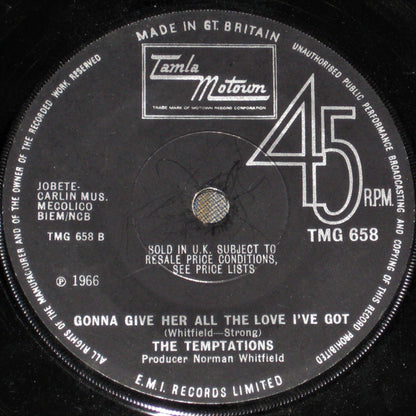 MADE IN GT. BRITAIN
Tamla
Motown
TRADE MARK OF MOTOWN RECORD CORPORATION
45
RPM.
TMG 658
JOBETE-
CARLIN MUS.
MECOLICO
BIEM/NCB
TMG 658 B
SOLD IN U.K. SUBJECT TO
RESALE PRICE CONDITIONS,
SEE PRICE LISTS
℗ 1966
GONNA GIVE HER ALL THE LOVE I'VE GOT
(Whitfield—Strong)
THE TEMPTATIONS
Producer Norman Whitfield
E.M.I. RECORDS LIMITED
ALL RIGHTS OF THE MANUFACTURER AND OF THE OWNER OF THE RECORDED WORK RESERVED
UNAUTHORISED PUBLIC PERFORMANCE BROADCASTING AND COPYING OF THIS RECORD PROHIBITED